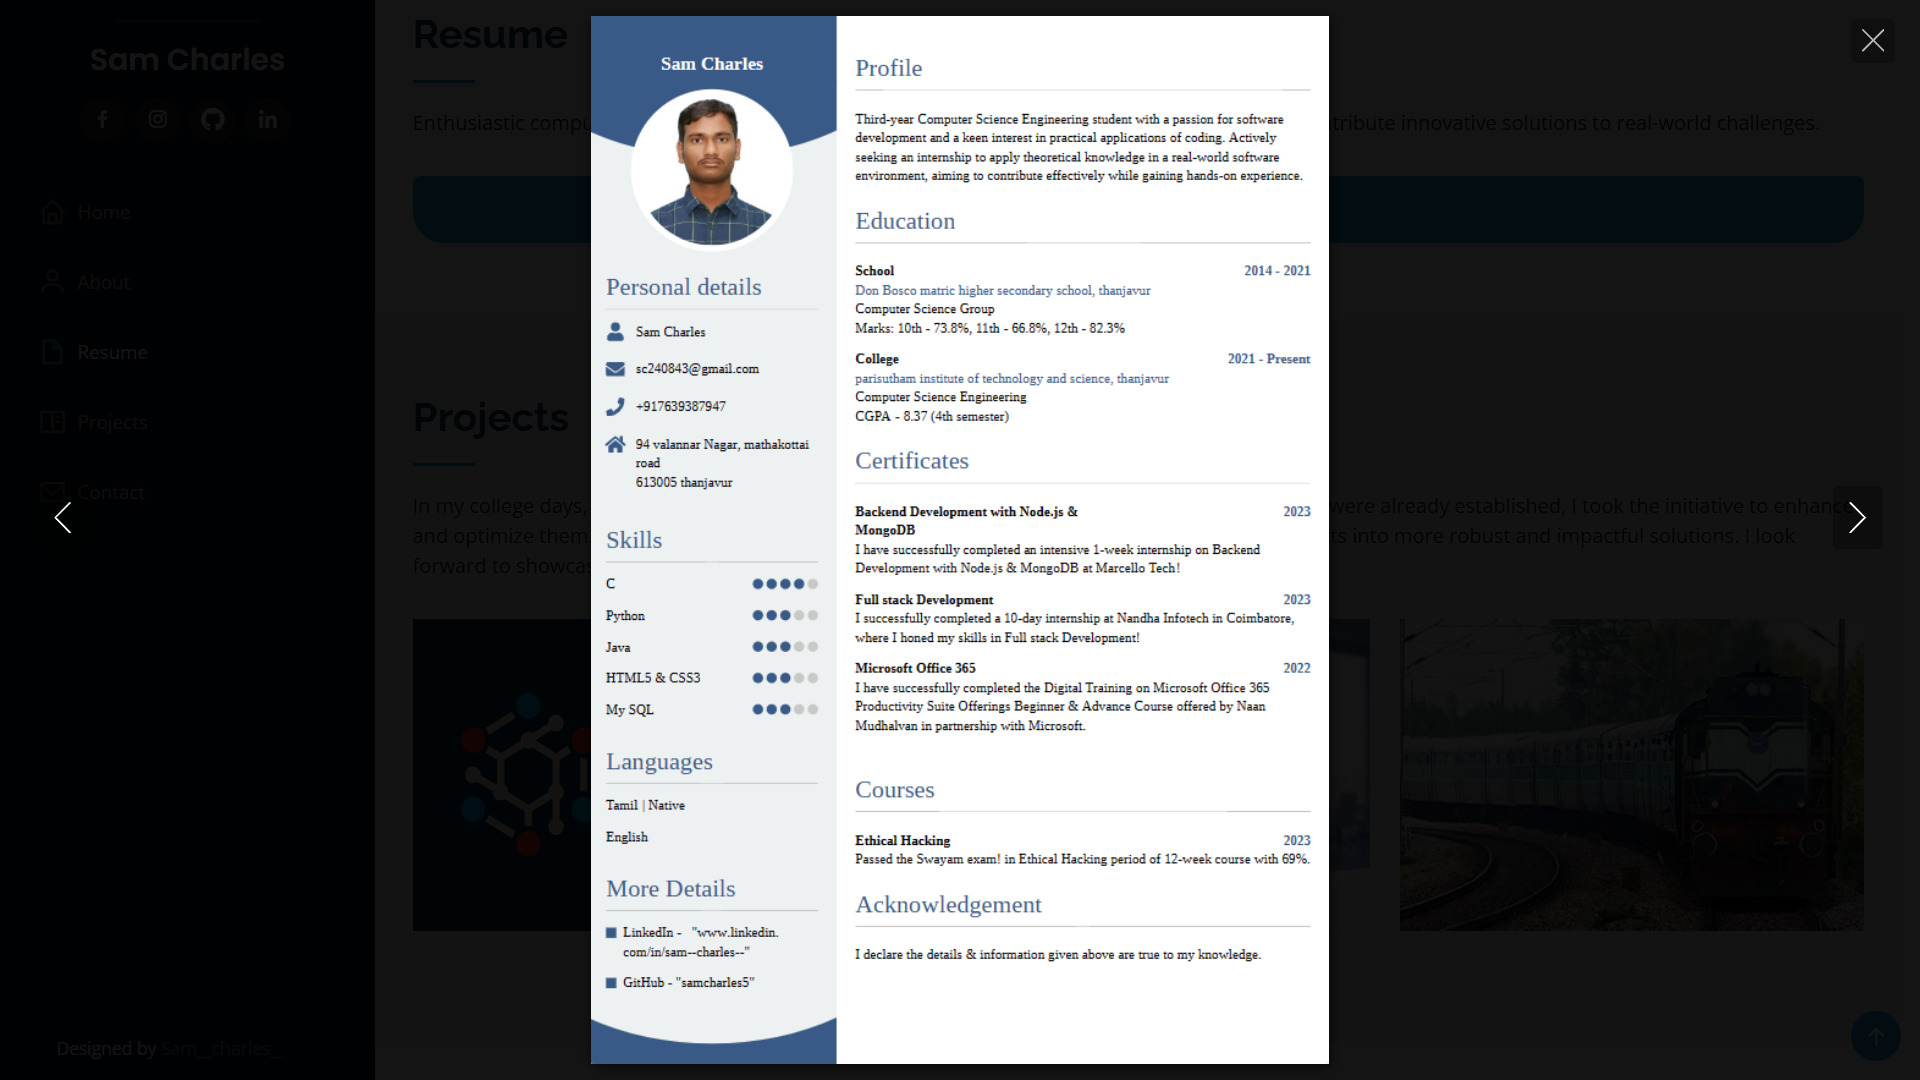 Sam Charles
Home
About
Resume
Projects
Contact
Designed by Sam__charles__
Resume
Enthusiastic compu
tribute innovative solutions to real-world challenges.
Projects
In my college days,
were already established, I took the initiative to enhance
and optimize them
ts into more robust and impactful solutions. I look
forward to showcas
Sam Charles
Personal details
Sam Charles
sc240843@gmail.com
+917639387947
94 valannar Nagar, mathakottai
road
613005 thanjavur
Skills
C
Python
Java
HTML5 & CSS3
My SQL
Languages
Tamil | Native
English
More Details
LinkedIn - "www.linkedin.
com/in/sam--charles--"
GitHub - "samcharles5"
Profile
Third-year Computer Science Engineering student with a passion for software
development and a keen interest in practical applications of coding. Actively
seeking an internship to apply theoretical knowledge in a real-world software
environment, aiming to contribute effectively while gaining hands-on experience.
Education
School 2014 - 2021
Don Bosco matric higher secondary school, thanjavur
Computer Science Group
Marks: 10th - 73.8%, 11th - 66.8%, 12th - 82.3%
College 2021 - Present
parisutham institute of technology and science, thanjavur
Computer Science Engineering
CGPA - 8.37 (4th semester)
Certificates
Backend Development with Node.js & 2023
MongoDB
I have successfully completed an intensive 1-week internship on Backend
Development with Node.js & MongoDB at Marcello Tech!
Full stack Development 2023
I successfully completed a 10-day internship at Nandha Infotech in Coimbatore,
where I honed my skills in Full stack Development!
Microsoft Office 365 2022
I have successfully completed the Digital Training on Microsoft Office 365
Productivity Suite Offerings Beginner & Advance Course offered by Naan
Mudhalvan in partnership with Microsoft.
Courses
Ethical Hacking 2023
Passed the Swayam exam! in Ethical Hacking period of 12-week course with 69%.
Acknowledgement
I declare the details & information given above are true to my knowledge.